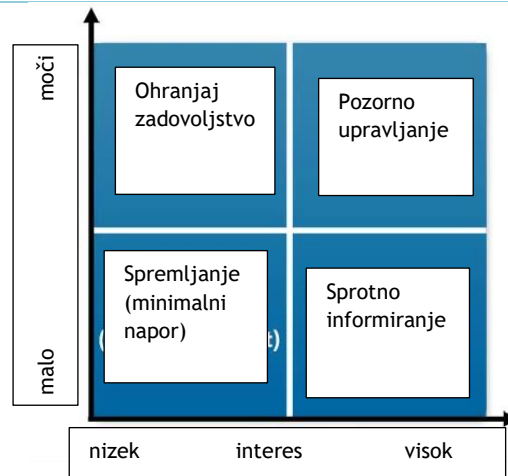 moči
Ohranjaj
zadovoljstvo
Pozorno
upravljanje
Spremljanje
(minimalni
napor)
Sprotno
informiranje
(
t)
malo
nizek interes visok